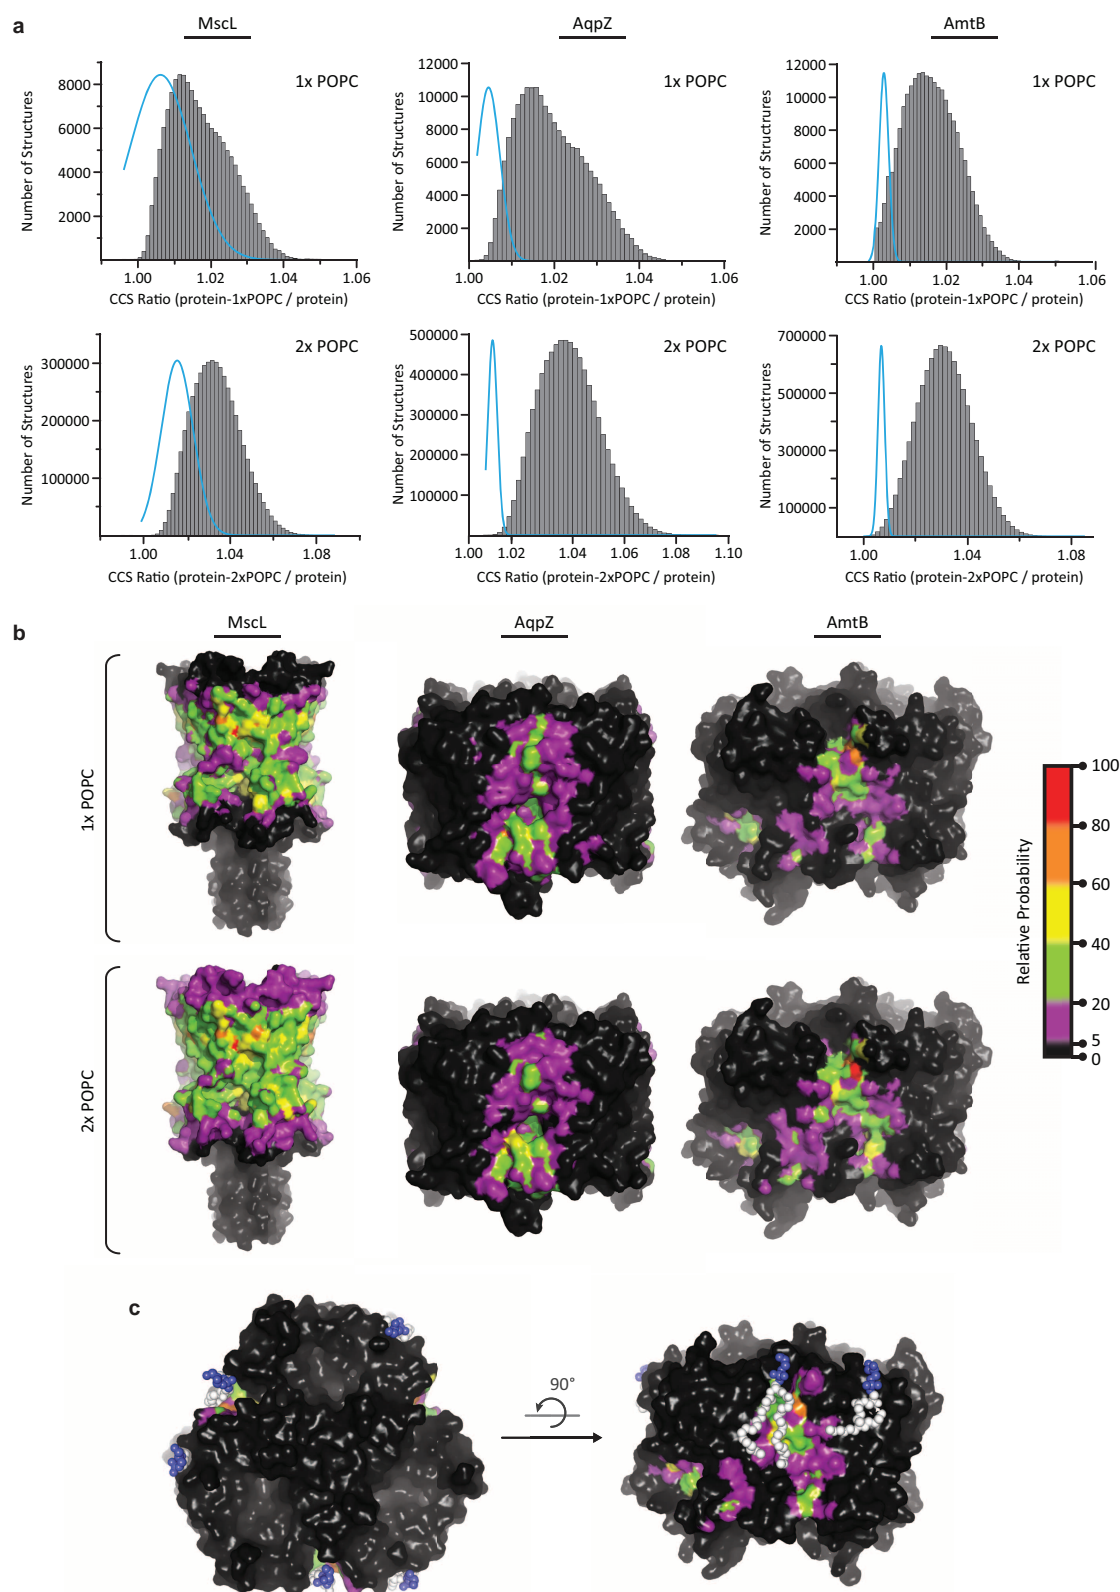 a
MscL
AqpZ
AmtB
1x POPC
Number of Structures
8000
6000
4000
2000
1.00
1.02
1.04
1.06
CCS Ratio (protein-1xPOPC / protein)
1x POPC
Number of Structures
12000
10000
8000
6000
4000
2000
1.00
1.02
1.04
1.06
CCS Ratio (protein-1xPOPC / protein)
1x POPC
Number of Structures
12000
10000
8000
6000
4000
2000
1.00
1.02
1.04
1.06
CCS Ratio (protein-1xPOPC / protein)
2x POPC
Number of Structures
300000
200000
100000
1.00
1.04
1.08
CCS Ratio (protein-2xPOPC / protein)
2x POPC
Number of Structures
500000
400000
300000
200000
100000
1.00
1.02
1.04
1.06
1.08
1.10
CCS Ratio (protein-2xPOPC / protein)
2x POPC
Number of Structrures
700000
500000
300000
100000
1.00
1.04
1.08
CCS Ratio (protein-2xPOPC / protein)
b
MscL
AqpZ
AmtB
1x POPC
2x POPC
Relative Probability
100
80
60
40
20
5
0
c
90°